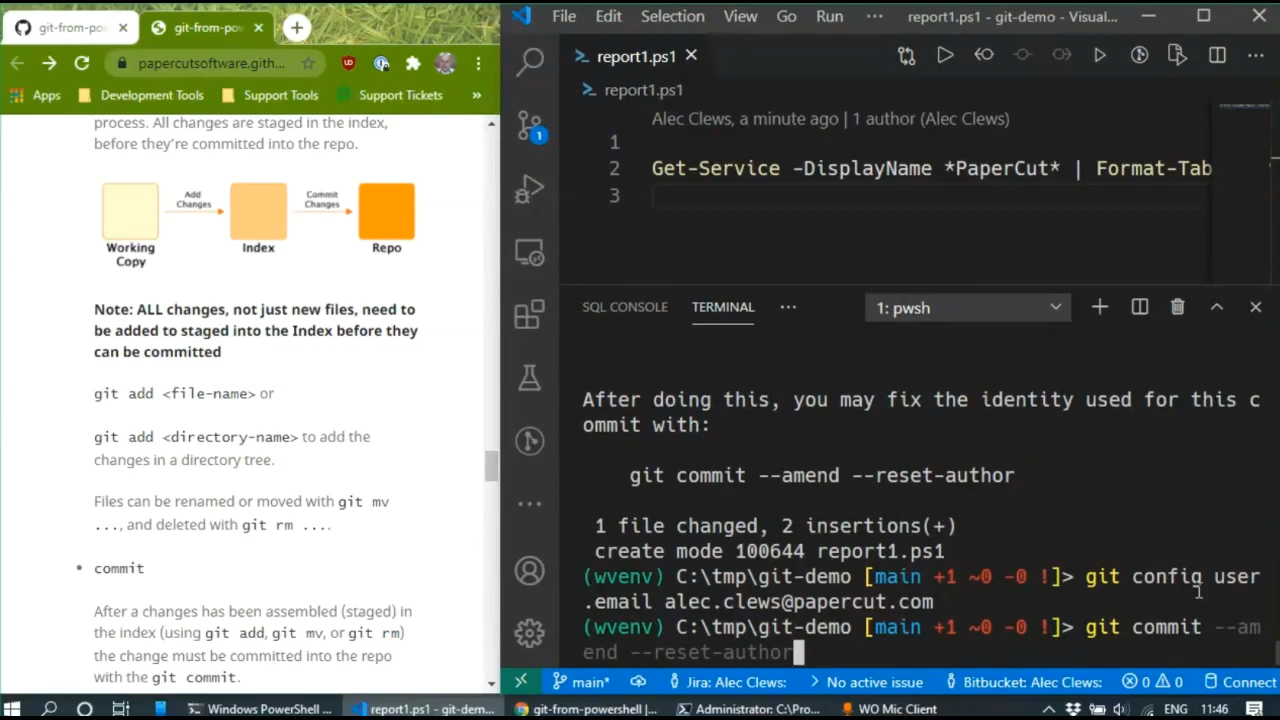 git-from-po
git-from-pov
papercutsoftware.gith...
Apps
Development Tools
Support Tools
Support Tickets
»
process. All changes are staged in the index,
before they're committed into the repo.
Add
Changes
Commit
Changes
Working
Copy
Index
Repo
Note: ALL changes, not just new files, need to
be added to staged into the Index before they
can be committed
git add <file-name> or
git add <directory-name> to add the
changes in a directory tree.
Files can be renamed or moved with git mv
..., and deleted with git rm ....
• commit
After a changes has been assembled (staged) in
the index (using git add, git mv, or git rm)
the change must be committed into the repo
with the git commit.
File Edit Selection View Go Run ··· report1.ps1 - git-demo - Visual...
report1.ps1
report1.ps1
Alec Clews, a minute ago | 1 author (Alec Clews)
1
2 Get-Service -DisplayName *PaperCut* | Format-Tab
3
1
SQL CONSOLE TERMINAL ··· 1: pwsh
After doing this, you may fix the identity used for this c
ommit with:
git commit --amend --reset-author
1 file changed, 2 insertions(+)
create mode 100644 report1.ps1
(wvenv) C:\tmp\git-demo [main +1 ~0 -0 !]> git config user
.email alec.clews@papercut.com
(wvenv) C:\tmp\git-demo [main +1 ~0 -0 !]> git commit --am
end --reset-author
main* Jira: Alec Clews: No active issue Bitbucket: Alec Clews: 0 0 Connect
Windows PowerShell ... report1.ps1 - git-dem... git-from-powershell |... Administrator: C:\Pro... WO Mic Client ENG 11:46